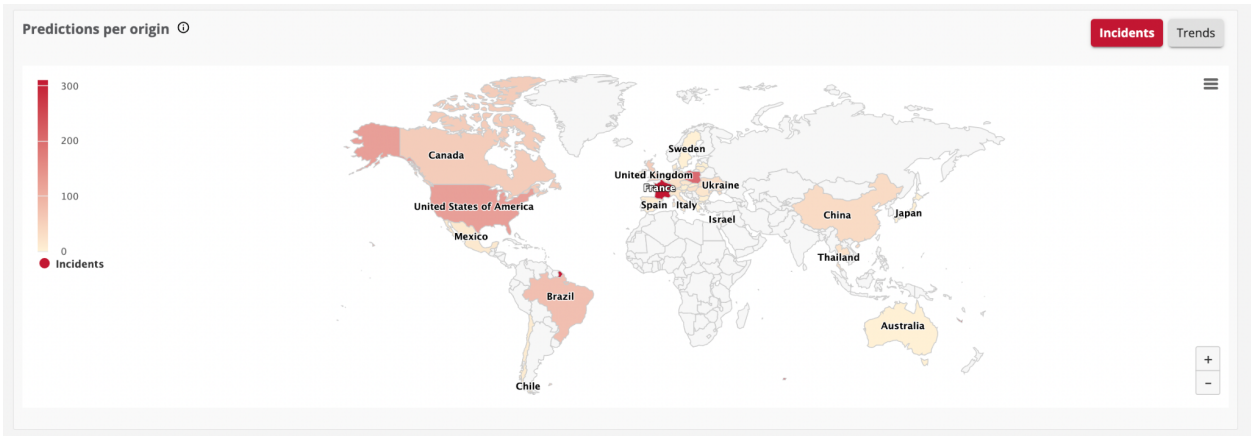 Predictions per origin
Incidents
Trends
300
200
100
0
Incidents
Canada
United States of America
Mexico
Brazil
Chile
Sweden
United Kingdom
France
Ukraine
Spain
Italy
Israel
China
Japan
Thailand
Australia
+
−